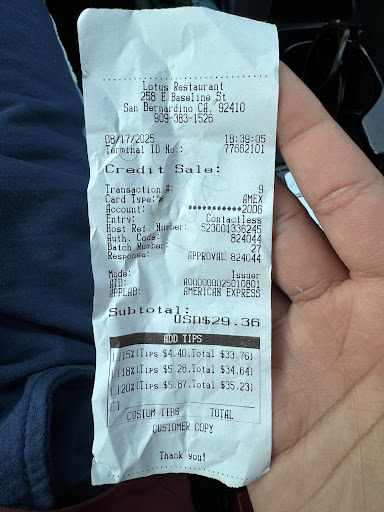 Lotus Restaurant
258 E Baseline St
San Bernardino CA, 92410
909-383-1526
08/17/2025 18:39:05
Terminal ID No.: 77662101
Credit Sale:
Transaction #: 9
Card Type: AMEX
Account: ***********2008
Entry: Contactless
Host Ref. Number: 523001336245
Auth. Code: 824044
Batch Number: 27
Response: APPROVAL 824044
Mode: Issuer
AID: A000000025010801
APPLAB: AMERICAN EXPRESS
Subtotal:
USD$29.36
ADD TIPS
15%(Tips $4.40,Total $33.76)
18%(Tips $5.28,Total $34.64)
20%(Tips $5.87,Total $35.23)
CUSTOM TIPS TOTAL
CUSTOMER COPY
Thank you!